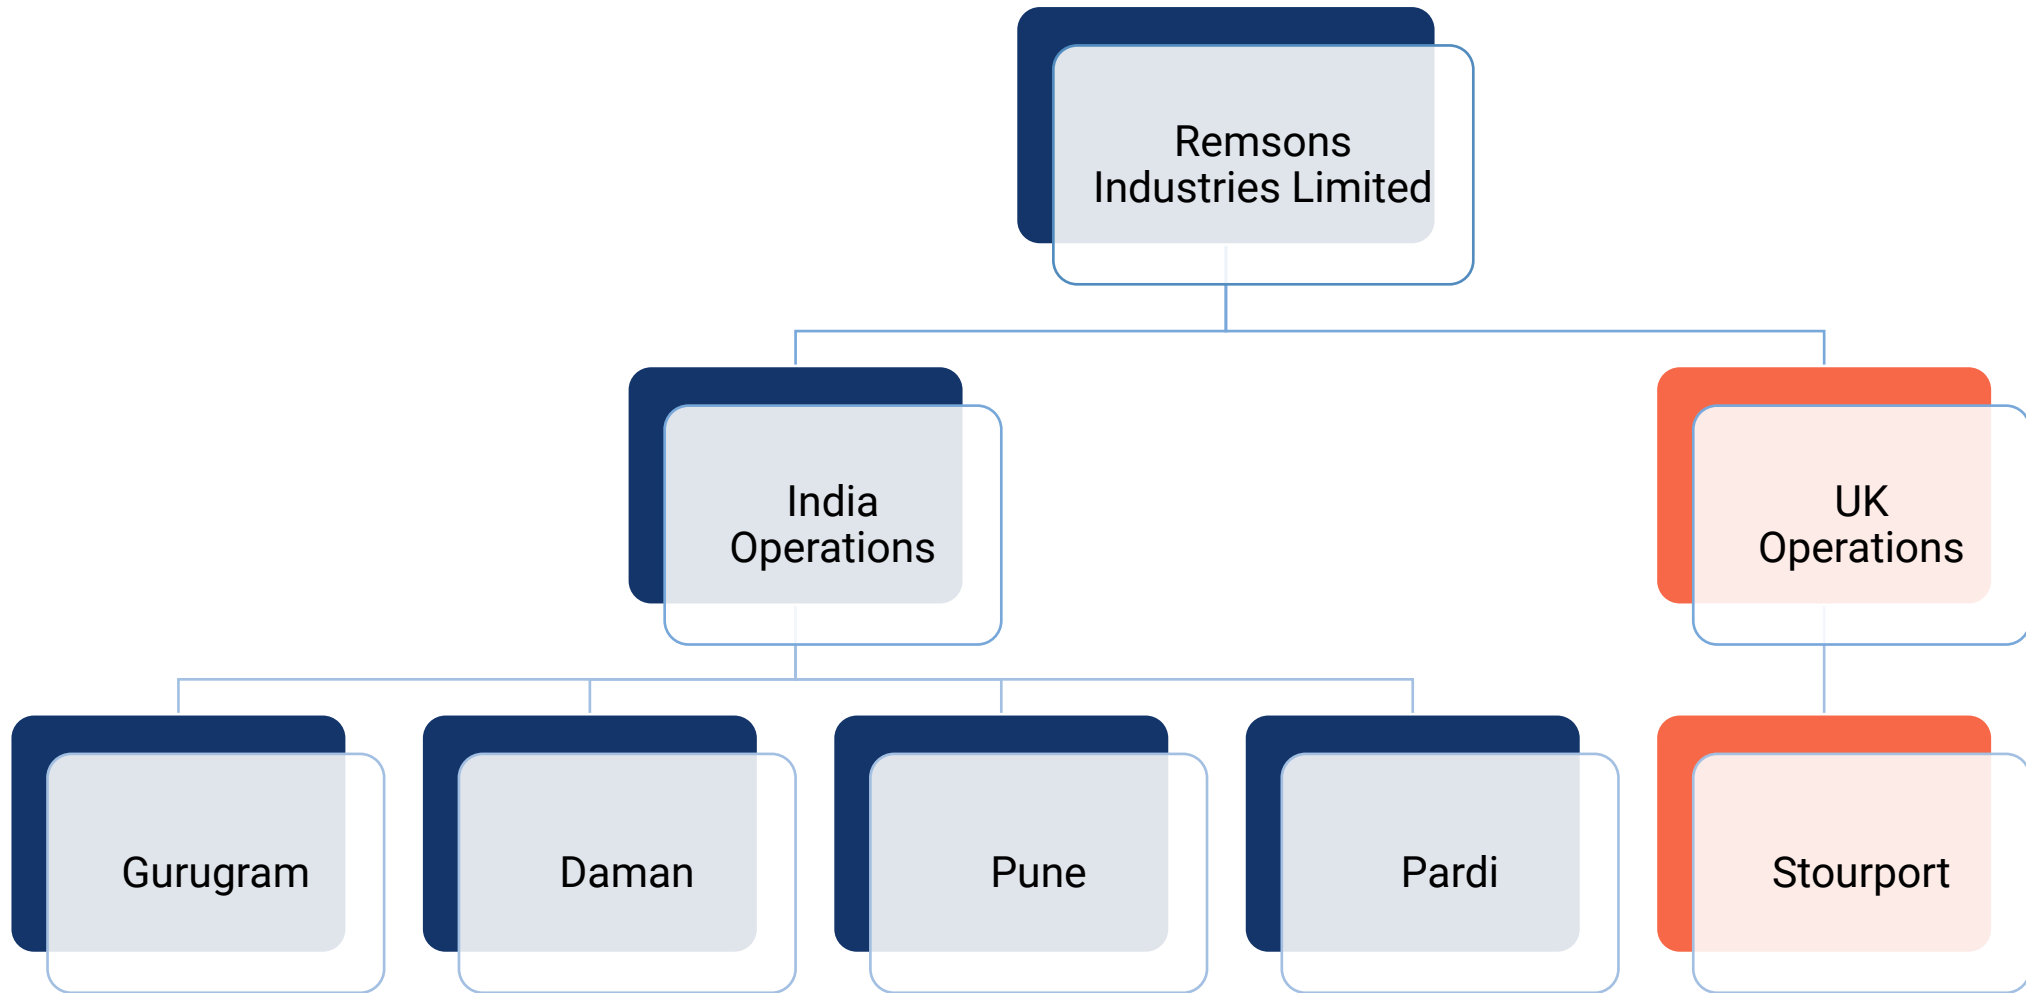 Remsons
Industries Limited
India
Operations
UK
Operations
Gurugram
Daman
Pune
Pardi
Stourport